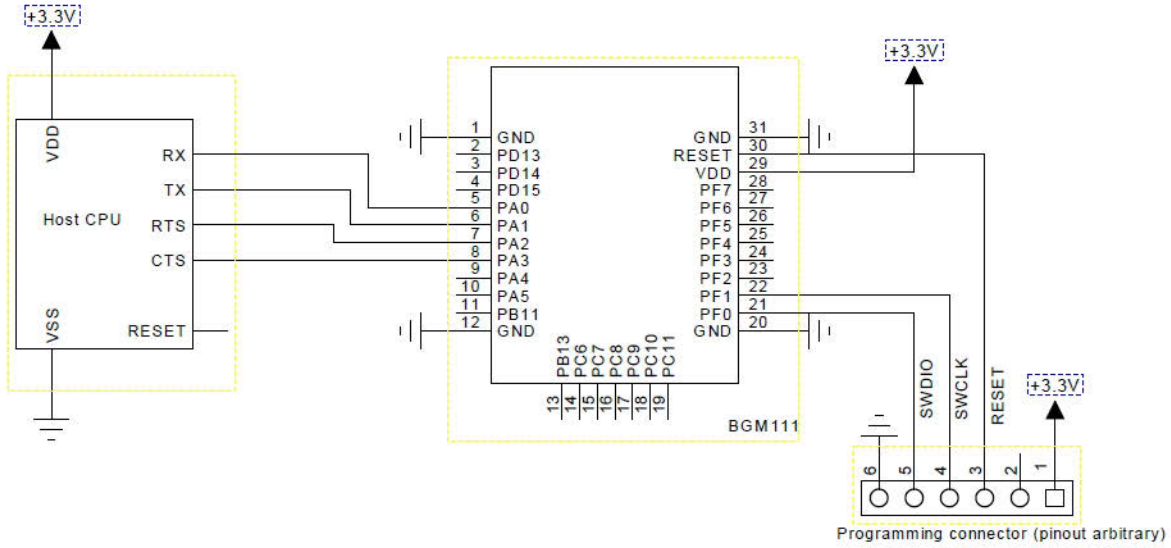 +3.3V
+3.3V
VDD
RX
TX
Host CPU
RTS
CTS
VSS
RESET
1 GND
2 PD13
3 PD14
4 PD15
5 PA0
6 PA1
7 PA2
8 PA3
9 PA4
10 PA5
11 PB11
12 GND
GND 31
RESET 30
VDD 29
PF7 28
PF6 27
PF5 26
PF4 25
PF3 24
PF2 23
PF1 22
PF0 21
GND 20
PB13 13
PC6 14
PC7 15
PC8 16
PC9 17
PC10 18
PC11 19
BGM111
SWDIO
SWCLK
RESET
+3.3V
6 5 4 3 2 1
Programming connector (pinout arbitrary)